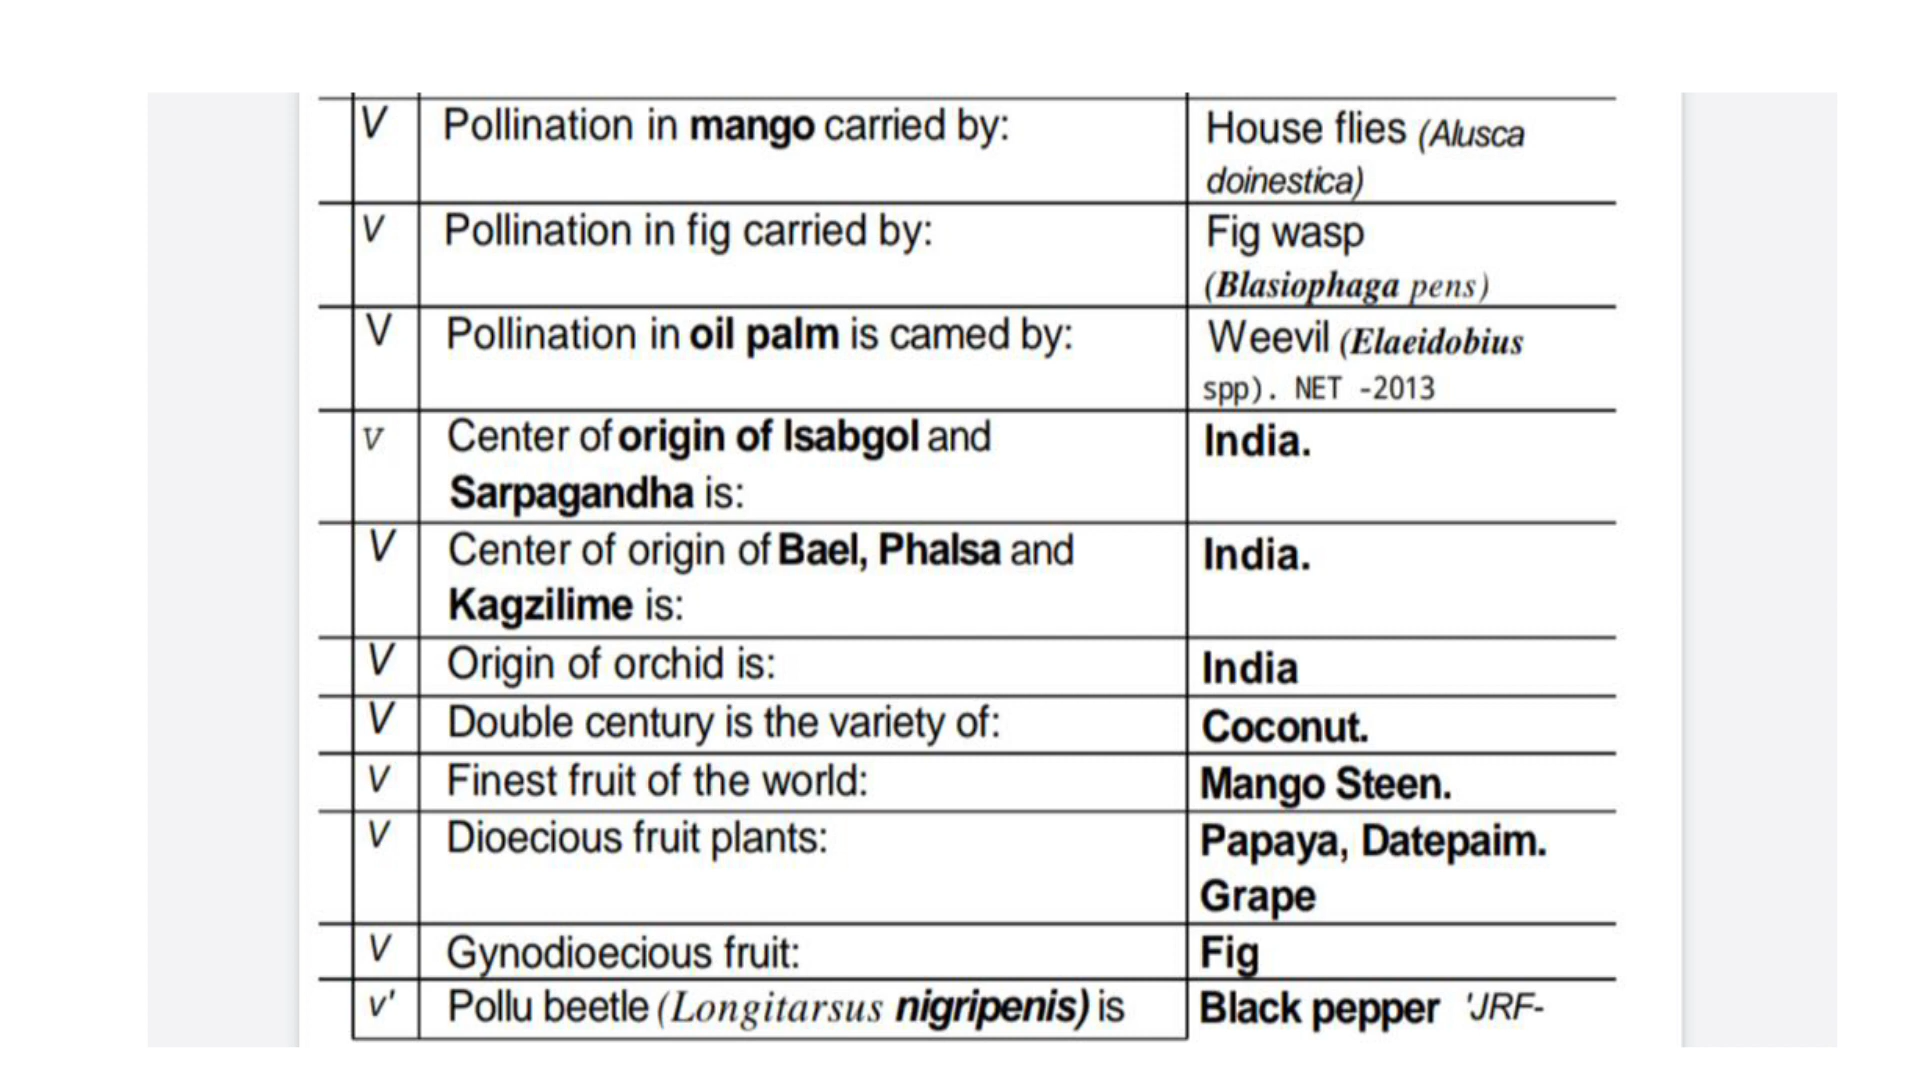 V Pollination in mango carried by: House flies (Alusca
doinestica)
V Pollination in fig carried by: Fig wasp
(Blasiophaga pens)
V Pollination in oil palm is camed by: Weevil (Elaeidobius
spp). NET -2013
v Center of origin of Isabgol and India.
Sarpagandha is:
V Center of origin of Bael, Phalsa and India.
Kagzilime is:
V Origin of orchid is: India
V Double century is the variety of: Coconut.
V Finest fruit of the world: Mango Steen.
V Dioecious fruit plants: Papaya, Datepaim.
Grape
V Gynodioecious fruit: Fig
v' Pollu beetle (Longitarsus nigripenis) is Black pepper 'JRF-